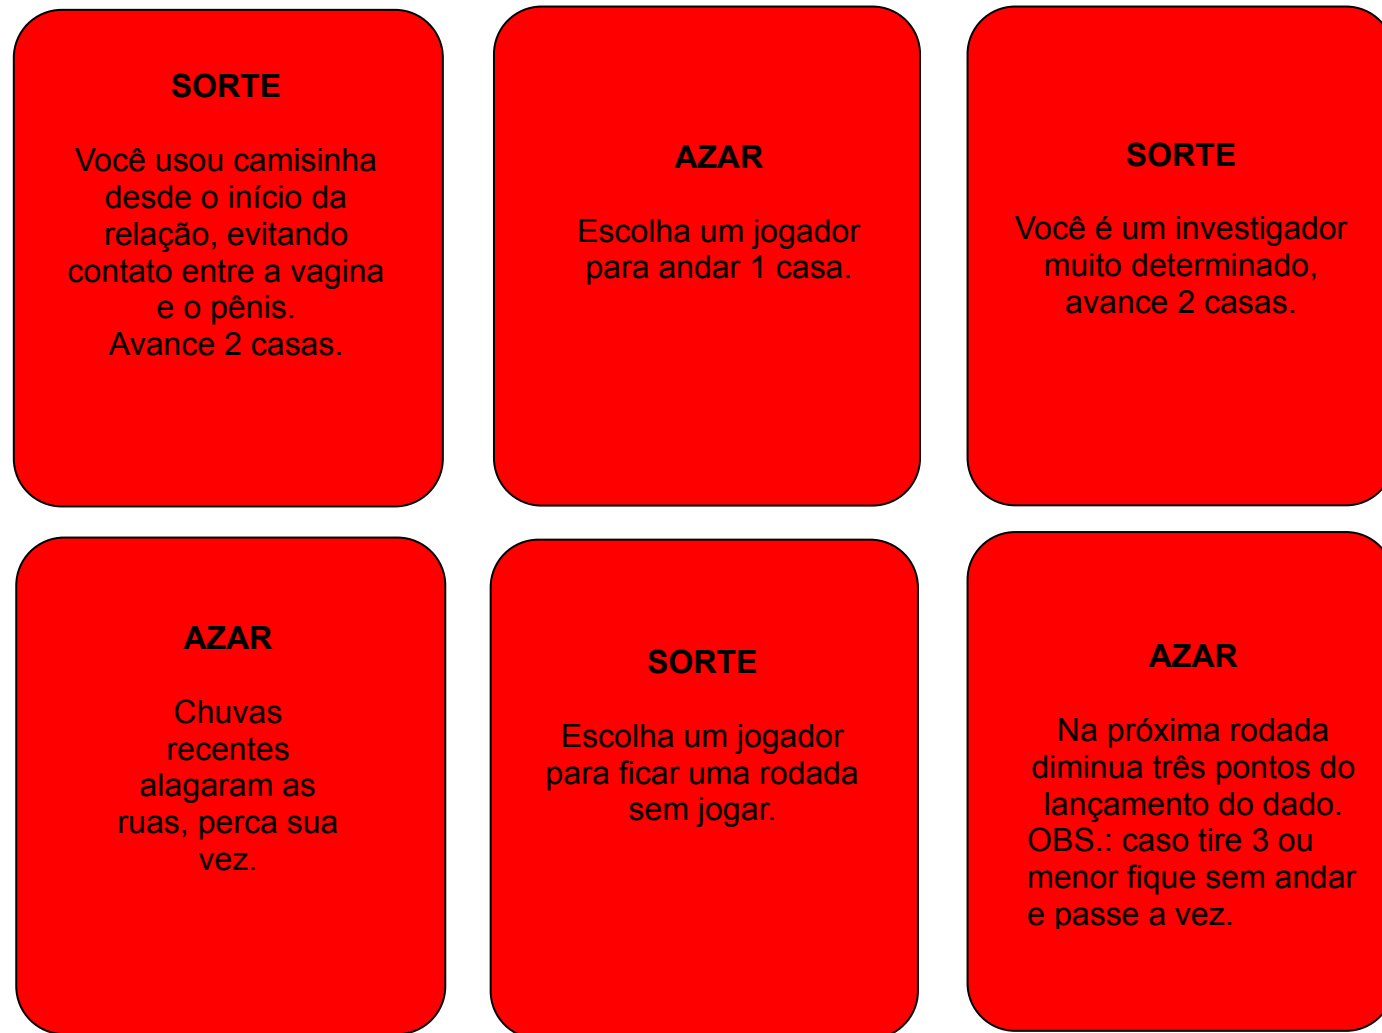 SORTE
Você usou camisinha
desde o início da
relação, evitando
contato entre a vagina
e o pênis.
Avance 2 casas.
AZAR
Escolha um jogador
para andar 1 casa.
SORTE
Você é um investigador
muito determinado,
avance 2 casas.
AZAR
Chuvas
recentes
alagaram as
ruas, perca sua
vez.
SORTE
Escolha um jogador
para ficar uma rodada
sem jogar.
AZAR
Na próxima rodada
diminua três pontos do
lançamento do dado.
OBS.: caso tire 3 ou
menor fique sem andar
e passe a vez.